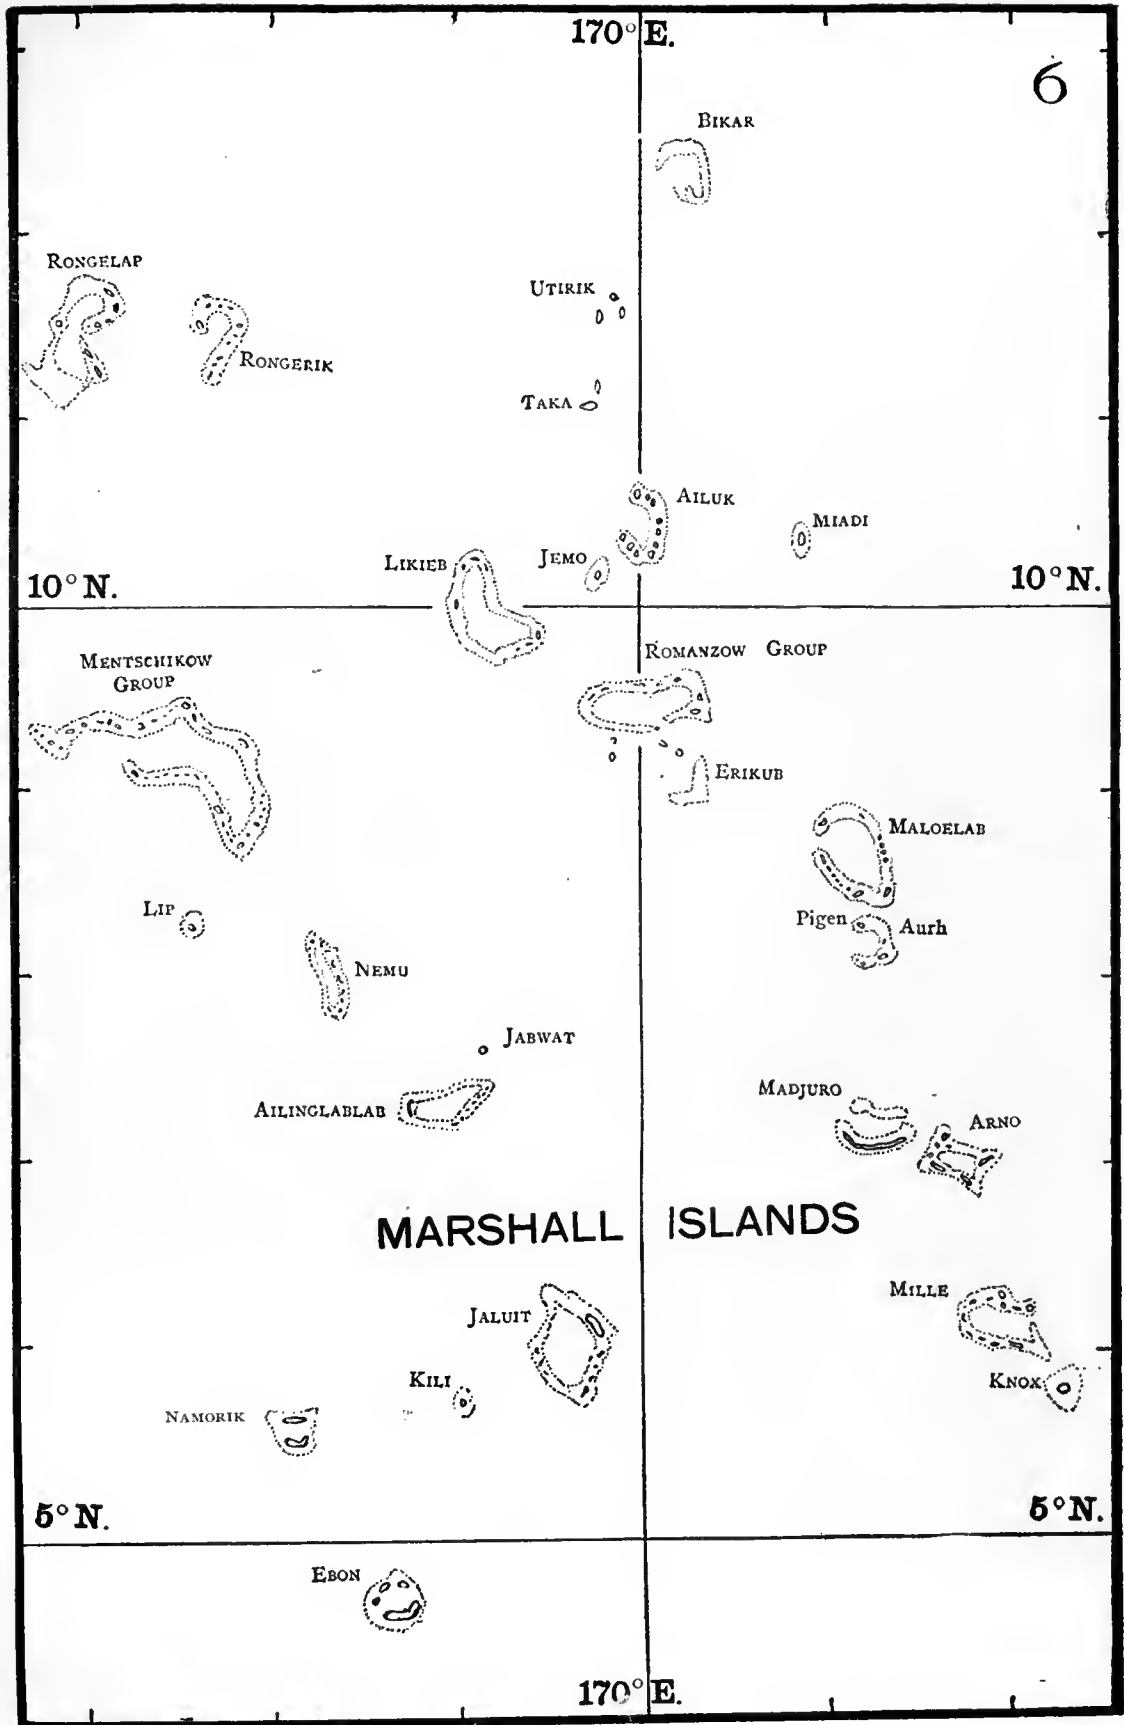 170° E.
6
BIKAR
RONGELAP
UTIRIK
RONGERIK
TAKA
AILUK
MIADI
LIKIEB
JEMO
10° N.
10° N.
ROMANZOW GROUP
MENTSCHIKOW
GROUP
ERIKUB
MALOELAB
LIP
Pigen
Aurh
NEMU
JABWAT
MADJURO
AILINGLABLAB
ARNO
MARSHALL ISLANDS
MILLE
JALUIT
KILI
KNOX
NAMORIK
5° N.
5° N.
EBON
170° E.